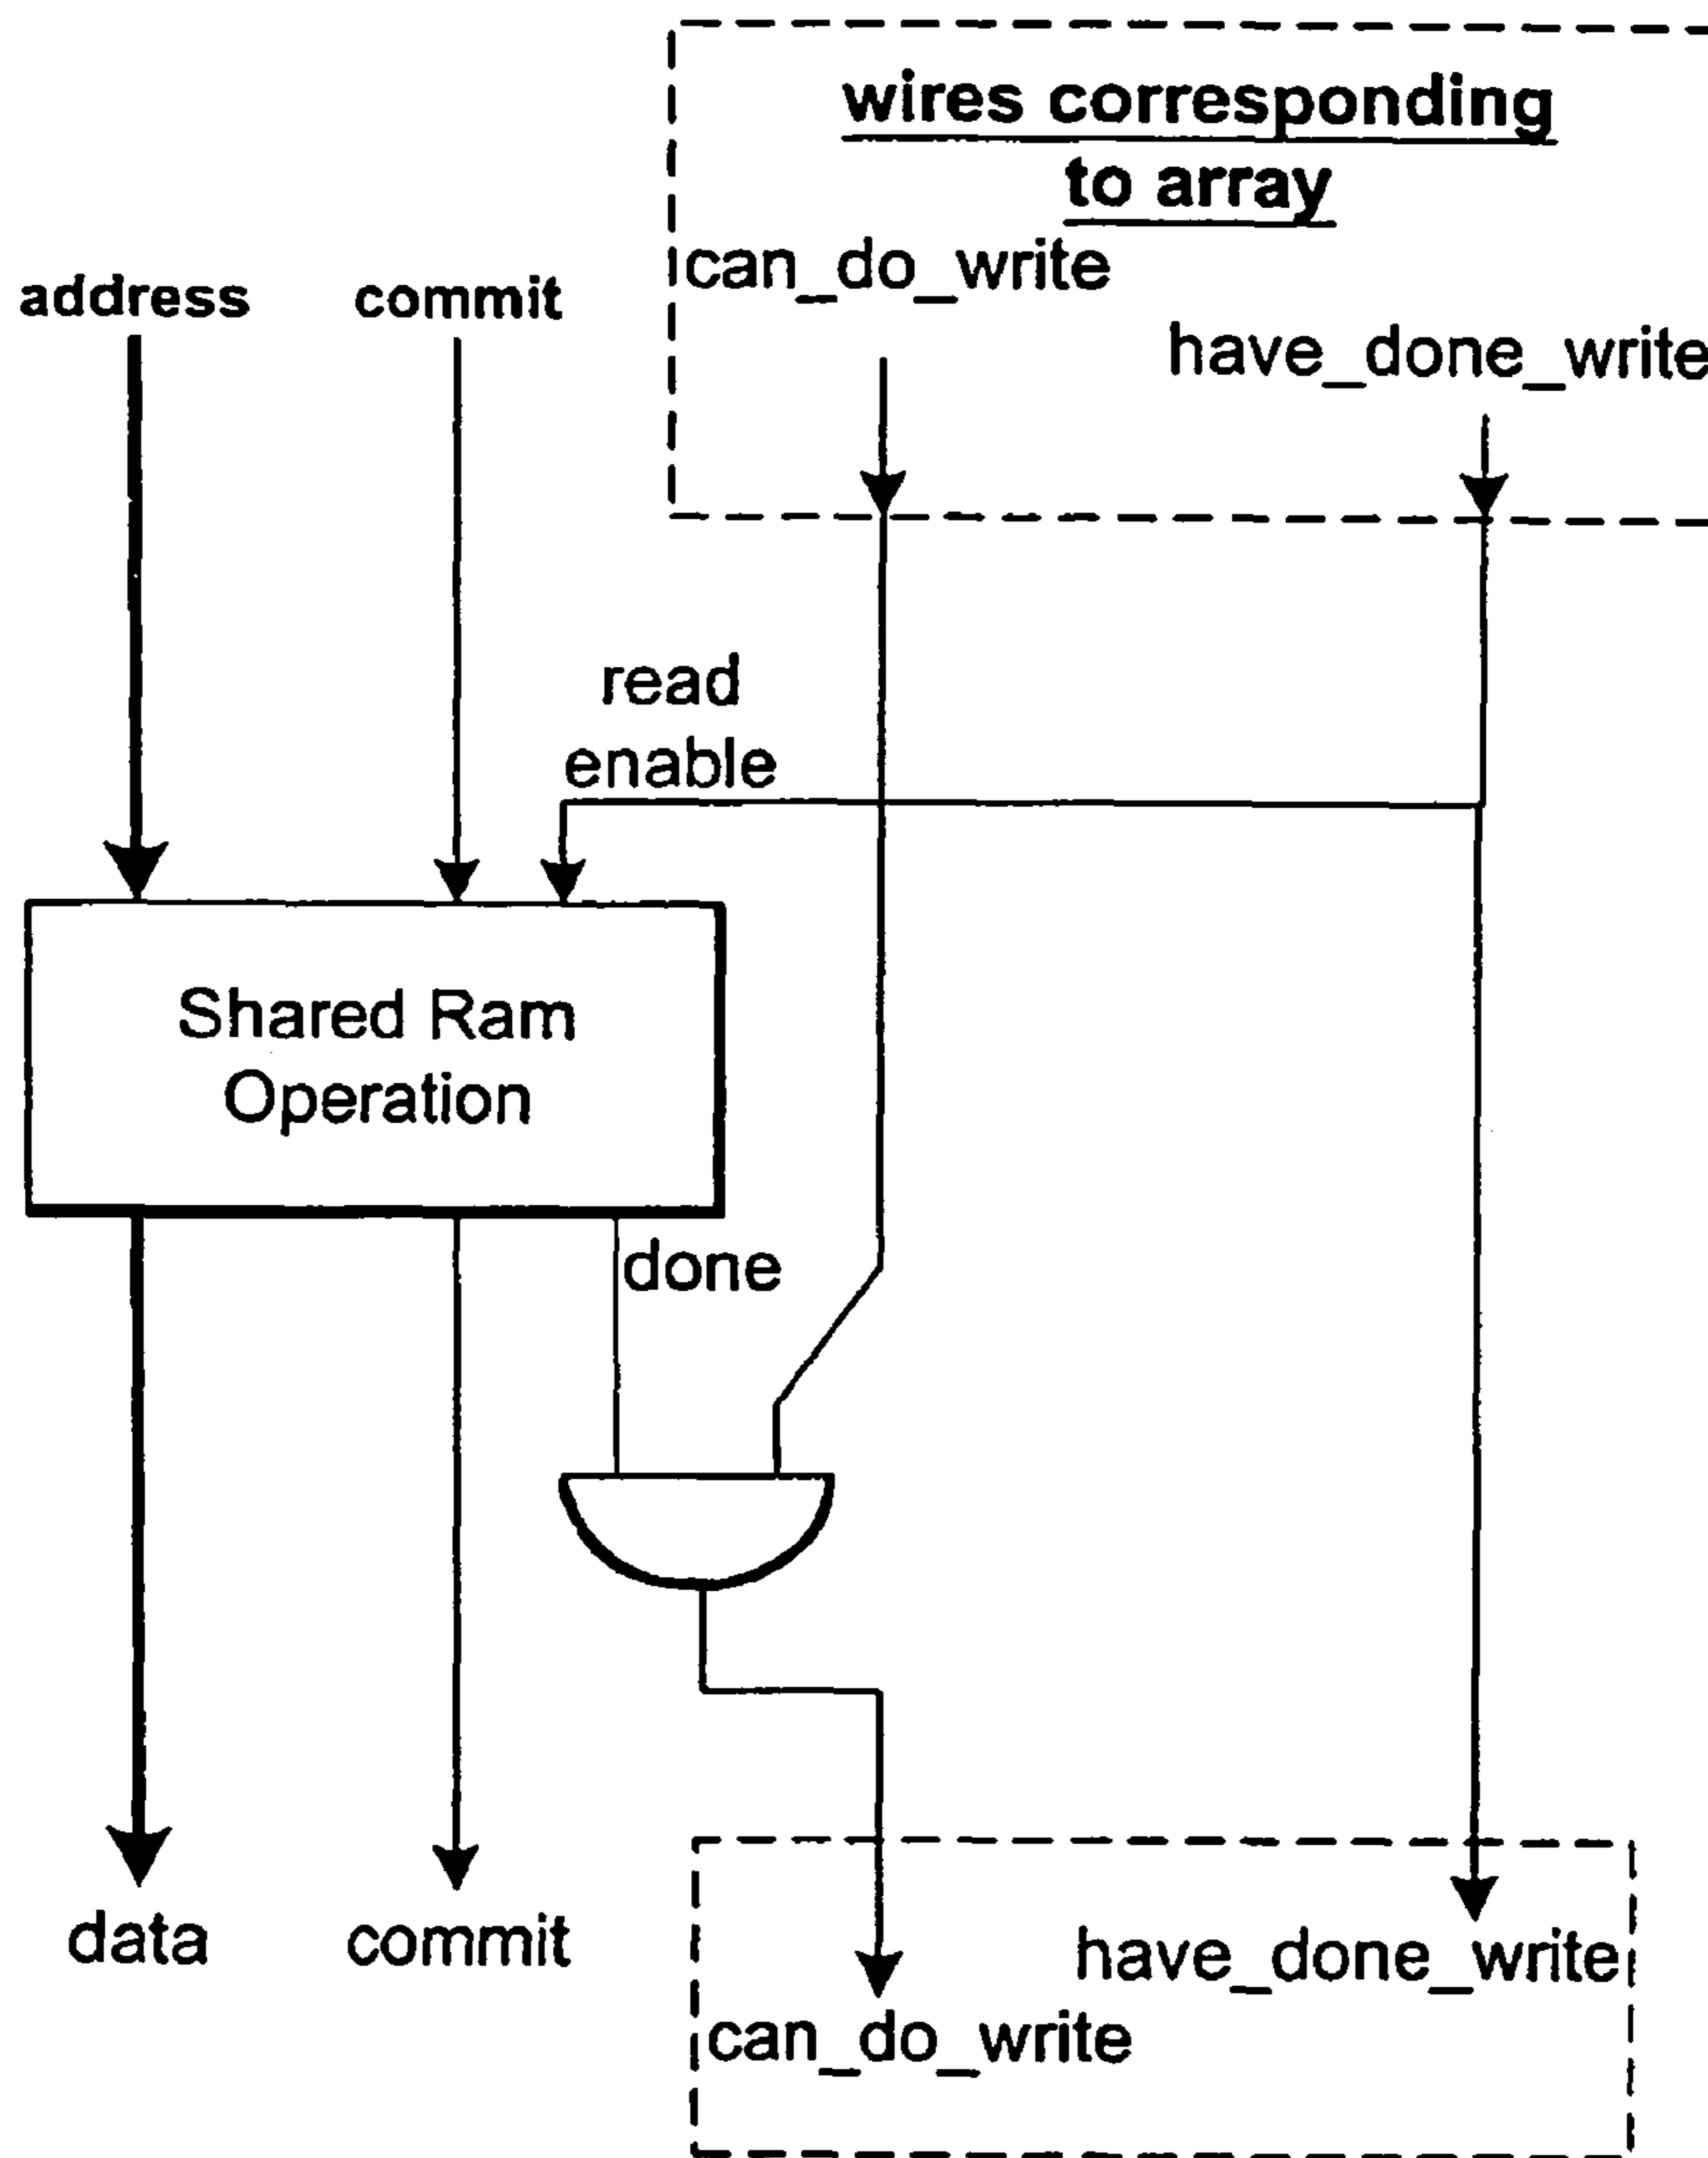 wires corresponding
to array
can_do_write
address
commit
have_done_write
read
enable
Shared Ram
Operation
done
data
commit
have_done_write
can_do_write